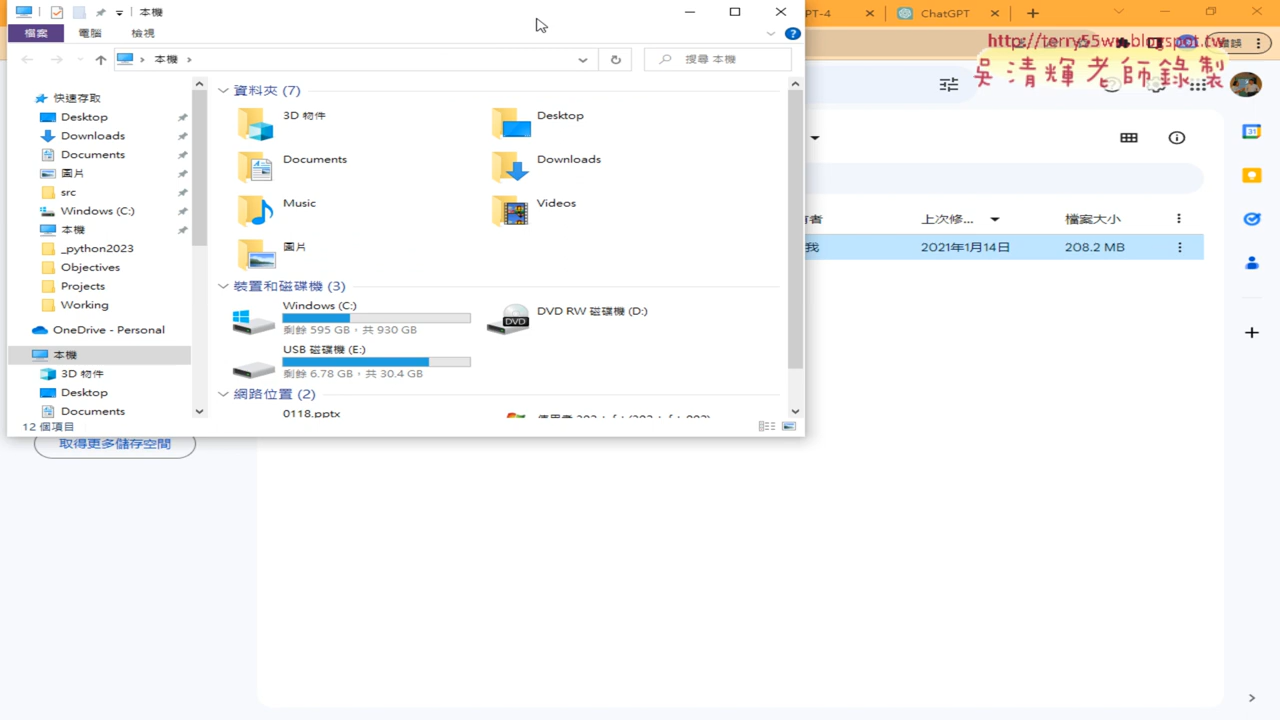 本機
檔案
電腦
檢視
本機
搜尋 本機
快速存取
Desktop
Downloads
Documents
圖片
src
Windows (C:)
本機
_python2023
Objectives
Projects
Working
OneDrive - Personal
本機
3D 物件
Desktop
Documents
資料夾 (7)
3D 物件
Desktop
Documents
Downloads
Music
Videos
圖片
裝置和磁碟機 (3)
Windows (C:)
剩餘 595 GB，共 930 GB
DVD RW 磁碟機 (D:)
USB 磁碟機 (E:)
剩餘 6.78 GB，共 30.4 GB
網路位置 (2)
0118.pptx
12 個項目
取得更多儲存空間
PT-4
ChatGPT
http://terry55wu.blogspot.tw
吳清輝老師錄製
上次修...
檔案大小
我
2021年1月14日
208.2 MB